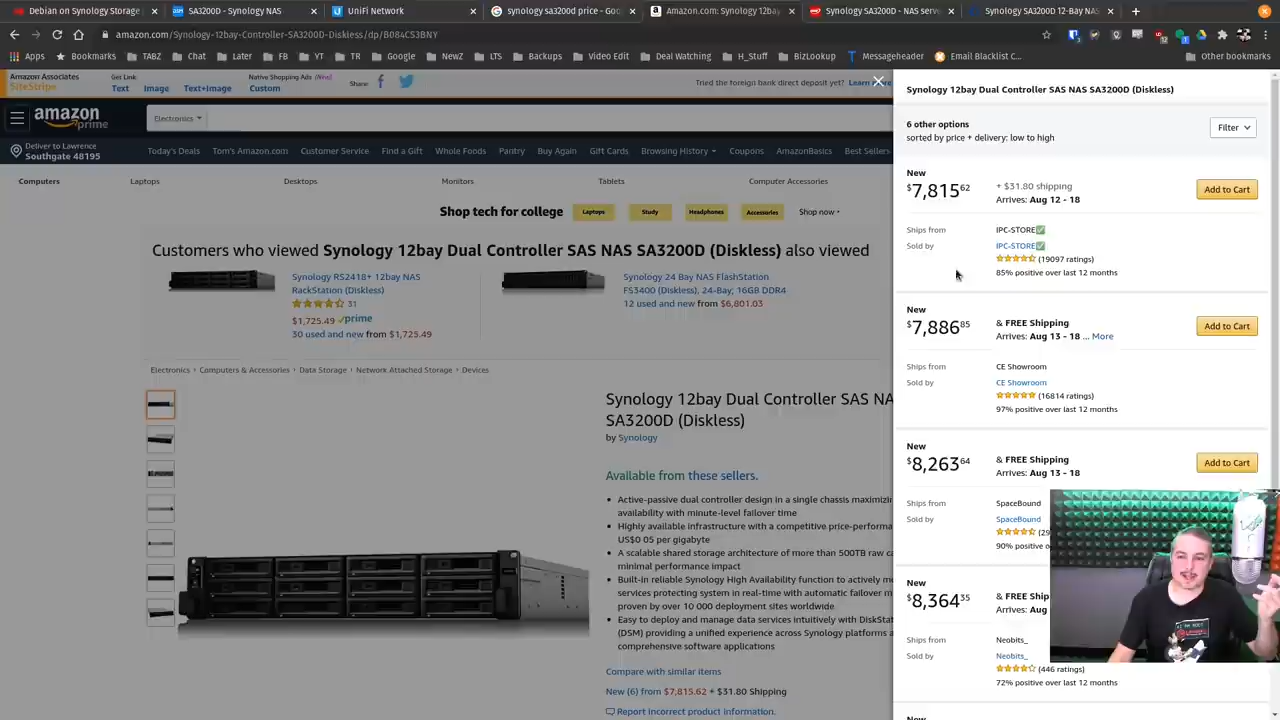 Debian on Synology Storage
SA3200D - Synology NAS
UniFi Network
synology sa3200d price - Goo
Amazon.com: Synology 12bay
Synology SA3200D - NAS serv
Synology SA3200D 12-Bay NAS
amazon.com/Synology-12bay-Controller-SA3200D-Diskless/dp/B084CS3BNY
Apps
Bookmark
TABZ
Chat
Later
FB
YT
TR
Google
NewZ
LTS
Backups
Video Edit
Deal Watching
H_Stuff
BizLookup
Messageheader
Email Blacklist C...
Other bookmarks
Amazon Associates
SiteStripe
Get Link:
Text
Image
Text+Image
Native Shopping Ads (New)
Custom
Share:
Tried the foreign bank direct deposit yet? Learn
amazon
prime
Electronics
Deliver to Lawrence
Southgate 48195
Today's Deals
Tom's Amazon.com
Customer Service
Find a Gift
Whole Foods
Pantry
Buy Again
Gift Cards
Browsing History
Coupons
AmazonBasics
Best Sellers
Computers
Laptops
Desktops
Monitors
Tablets
Computer Accessories
Shop tech for college
Laptops
Study
Headphones
Accessories
Shop now
Customers who viewed Synology 12bay Dual Controller SAS NAS SA3200D (Diskless) also viewed
Synology RS2418+ 12bay NAS
RackStation (Diskless)
31
$1,725.49 prime
30 used and new from $1,725.49
Synology 24 Bay NAS FlashStation
FS3400 (Diskless), 24-Bay; 16GB DDR4
12 used and new from $6,801.03
Electronics › Computers & Accessories › Data Storage › Network Attached Storage › Devices
Synology 12bay Dual Controller SAS NA
SA3200D (Diskless)
by Synology
Available from these sellers.
Active-passive dual controller design in a single chassis maximizin
availability with minute-level failover time
Highly available infrastructure with a competitive price-performa
US$0 05 per gigabyte
A scalable shared storage architecture of more than 500TB raw ca
minimal performance impact
Built-in reliable Synology High Availability function to actively m
services protecting system in real-time with automatic failover m
proven by over 10 000 deployment sites worldwide
Easy to deploy and manage data services intuitively with DiskSta
(DSM) providing a unified experience across Synology platforms a
comprehensive software applications
Compare with similar items
New (6) from $7,815.62 + $31.80 Shipping
Report incorrect product information.
Synology 12bay Dual Controller SAS NAS SA3200D (Diskless)
6 other options
sorted by price + delivery: low to high
Filter
New
$7,815 62
+ $31.80 shipping
Arrives: Aug 12 - 18
Add to Cart
Ships from
IPC-STORE✅
Sold by
IPC-STORE✅
(19097 ratings)
85% positive over last 12 months
New
$7,886 85
& FREE Shipping
Arrives: Aug 13 - 18 ... More
Add to Cart
Ships from
CE Showroom
Sold by
CE Showroom
(16814 ratings)
97% positive over last 12 months
New
$8,263 64
& FREE Shipping
Arrives: Aug 13 - 18
Add to Cart
Ships from
SpaceBound
Sold by
SpaceBound
(29
90% positive o
New
$8,364 35
& FREE Ship
Arrives: Aug
Ships from
Neobits_
Sold by
Neobits_
(446 ratings)
72% positive over last 12 months
New